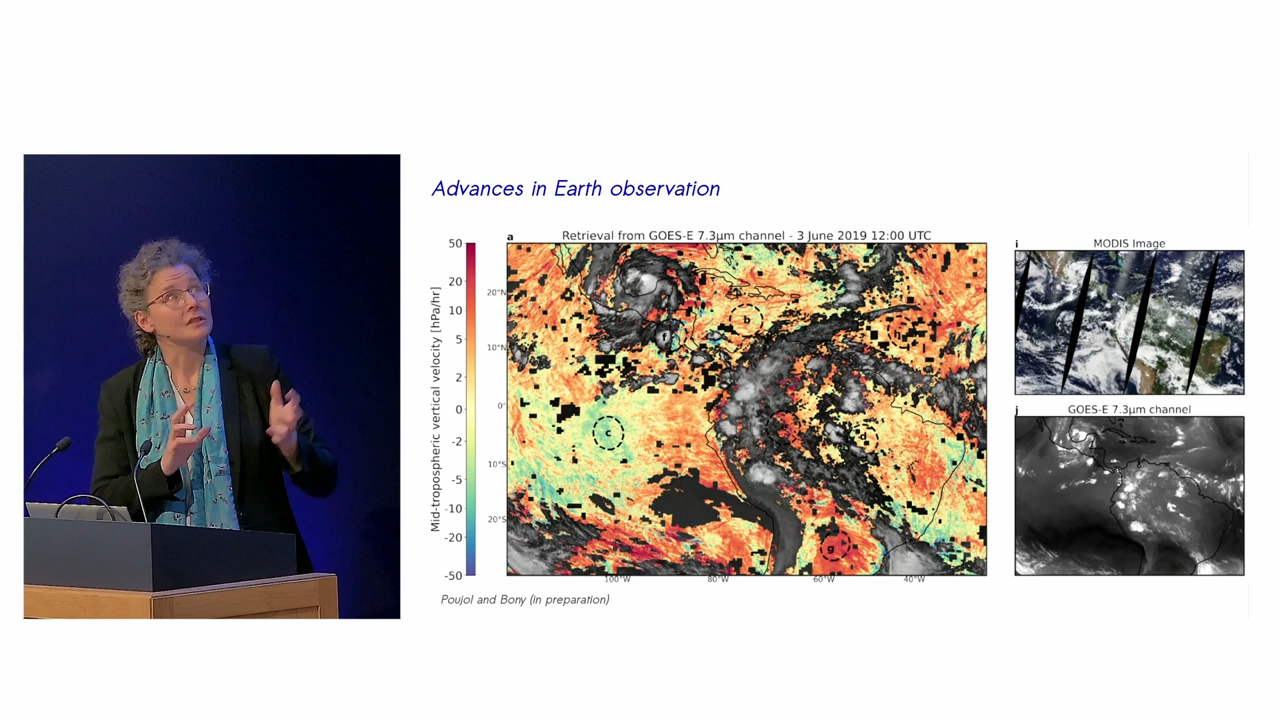 Advances in Earth observation
a
Retrieval from GOES-E 7.3μm channel - 3 June 2019 12:00 UTC
Mid-tropospheric vertical velocity [hPa/hr]
50
20
10
5
2
0
-2
-5
-10
-20
-50
20°N
10°N
0°
10°S
20°S
100°W
80°W
60°W
40°W
b
f
c
d
g
i
MODIS Image
j
GOES-E 7.3μm channel
Poujol and Bony (in preparation)